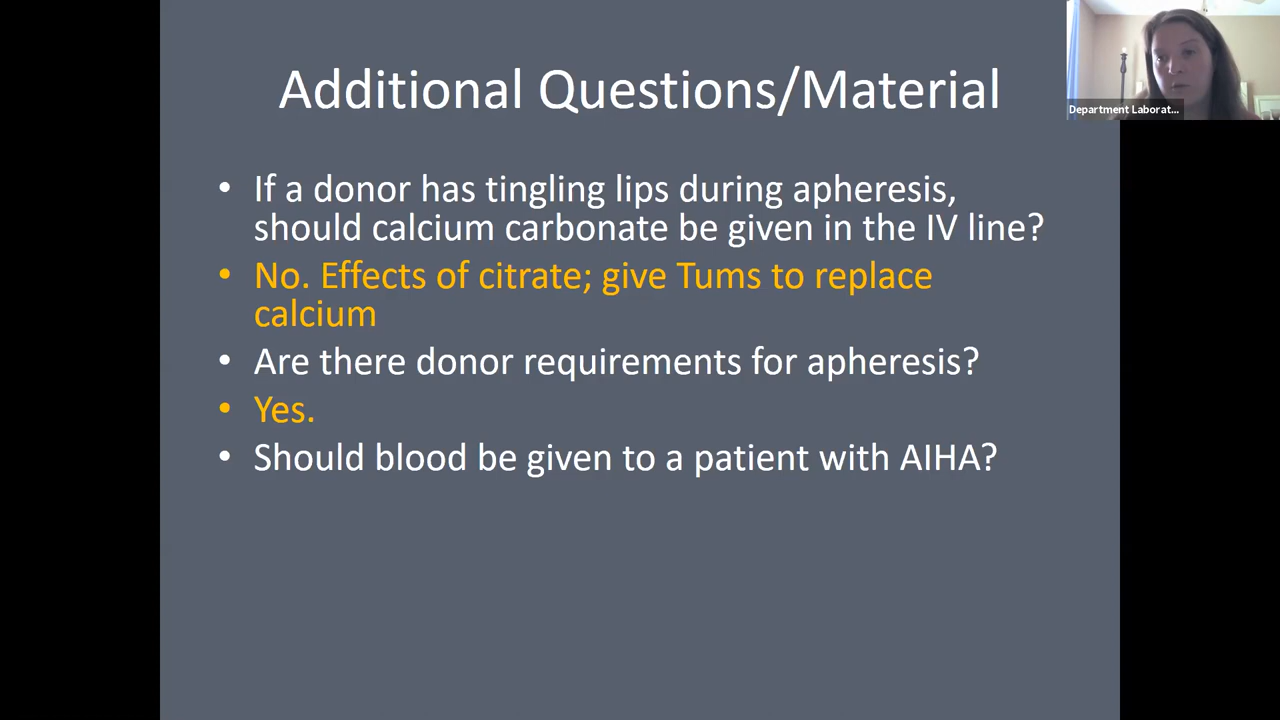 Additional Questions/Material
Department Laborat...
• If a donor has tingling lips during apheresis,
should calcium carbonate be given in the IV line?
• No. Effects of citrate; give Tums to replace
calcium
• Are there donor requirements for apheresis?
• Yes.
• Should blood be given to a patient with AIHA?